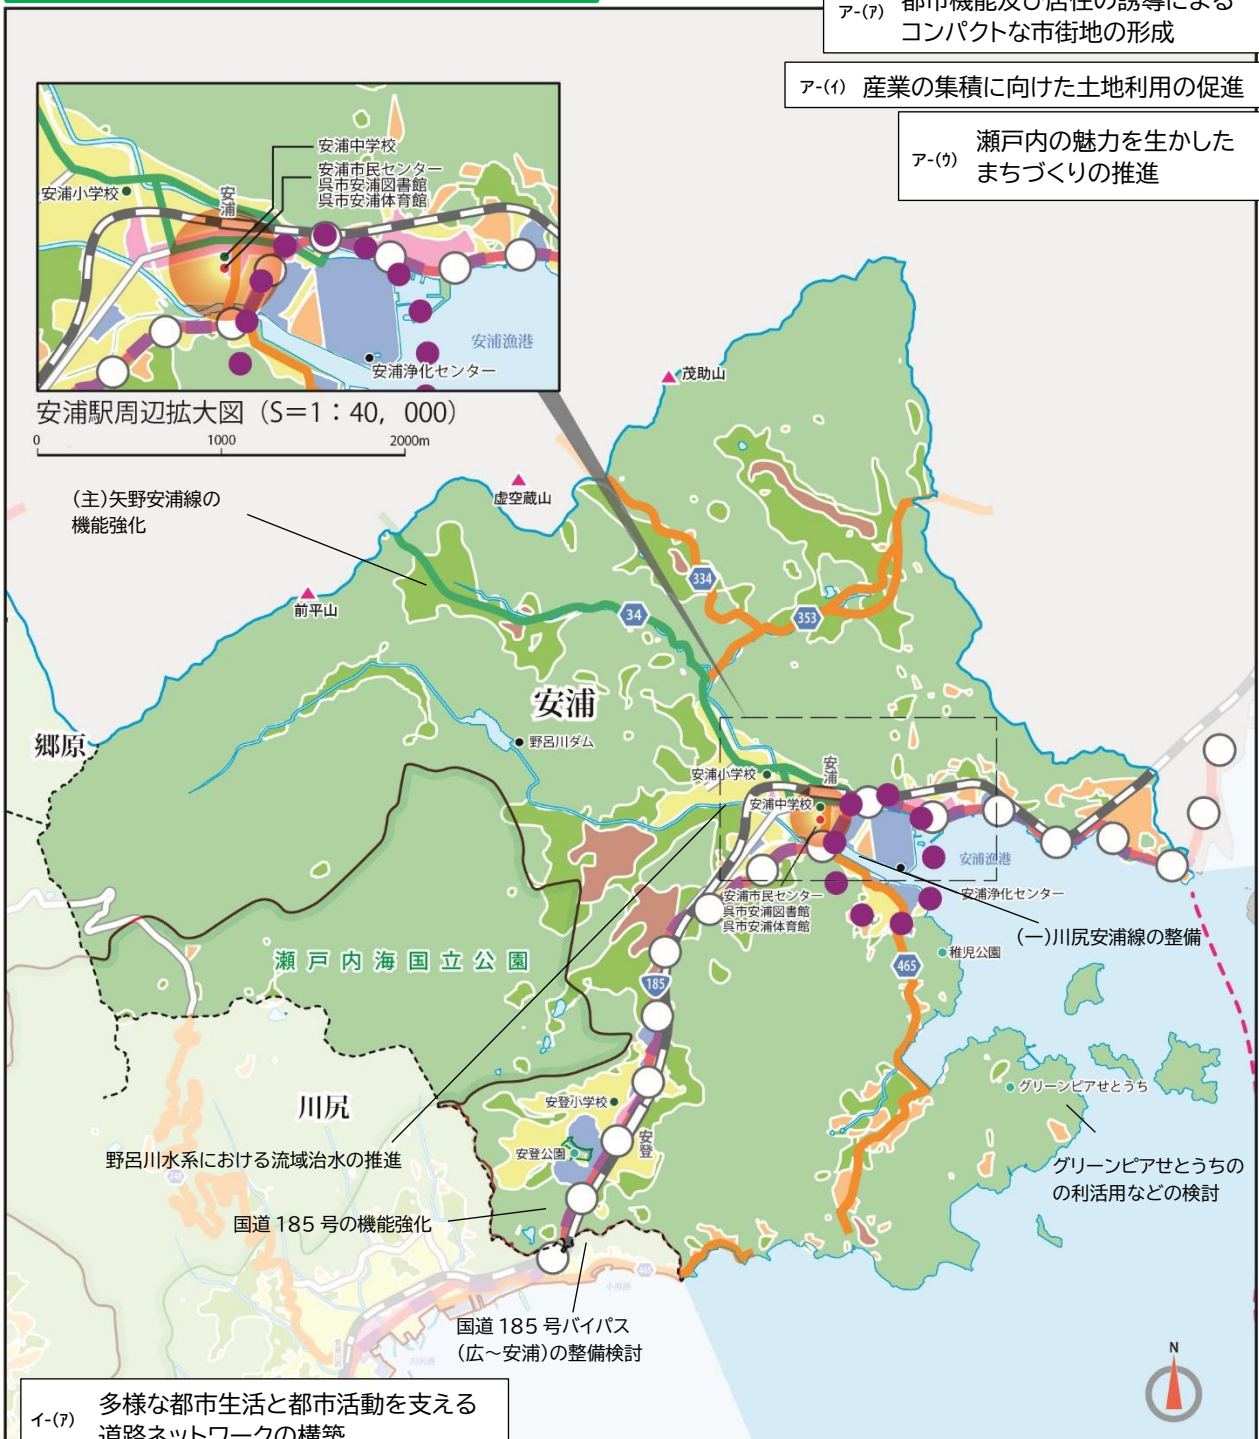 ア-(ア) 都市機能及び居住の誘導による
コンパクトな市街地の形成
ア-(イ) 産業の集積に向けた土地利用の促進
ア-(ウ) 瀬戸内の魅力を生かした
まちづくりの推進
安浦中学校
安浦市民センター
呉市安浦図書館
呉市安浦体育館
安浦小学校
安浦
安浦漁港
安浦浄化センター
安浦駅周辺拡大図(S=1:40,000)
0 1000 2000m
茂助山
虚空蔵山
(主)矢野安浦線の
機能強化
前平山
334
353
34
安浦
郷原
野呂川ダム
安浦小学校
安浦
安浦中学校
安浦漁港
安浦市民センター
呉市安浦図書館
呉市安浦体育館
安浦浄化センター
(一)川尻安浦線の整備
稚児公園
瀬戸内海国立公園
465
185
グリーンピアせとうち
川尻
安登小学校
安登
安登公園
野呂川水系における流域治水の推進
グリーンピアせとうちの
の利活用などの検討
国道185号の機能強化
465
国道185号バイパス
(広~安浦)の整備検討
N
イ-(ア) 多様な都市生活と都市活動を支える
道路ネットワークの構築